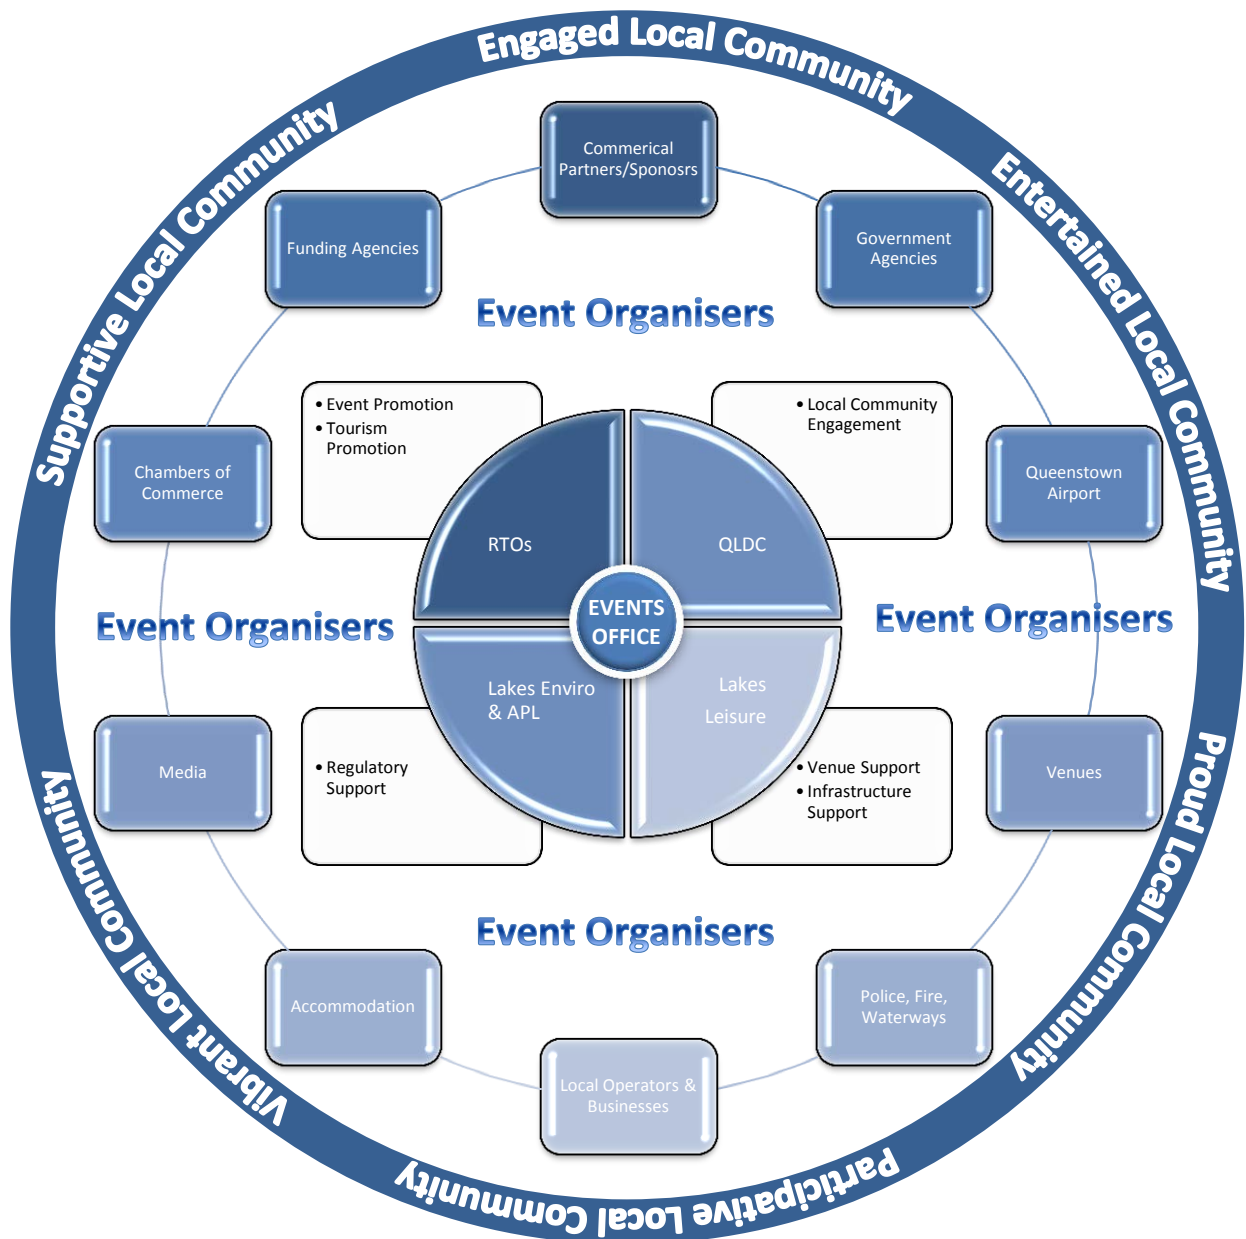 Engaged Local Community
Supportive Local Community
Entertained Local Community
Commerical
Partners/Sponosrs
Funding Agencies
Government
Agencies
Event Organisers
• Event Promotion
• Tourism
Promotion
• Local Community
Engagement
Chambers of
Commerce
Queenstown
Airport
RTOs
QLDC
Event Organisers
EVENTS
OFFICE
Event Organisers
Lakes Enviro
& APL
Lakes
Leisure
Media
• Regulatory
Support
• Venue Support
• Infrastructure
Support
Venues
Event Organisers
Accommodation
Police, Fire,
Waterways
Local Operators &
Businesses
Vibrant Local Community
Proud Local Community
Participative Local Community